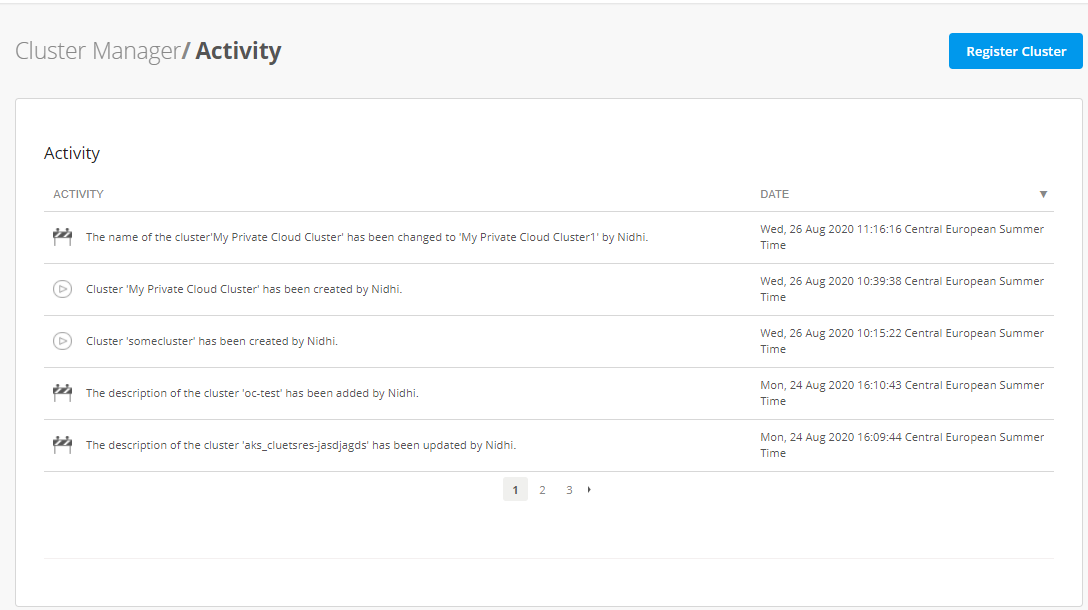 Cluster Manager/ Activity
Register Cluster
Activity
ACTIVITY DATE ▼
The name of the cluster'My Private Cloud Cluster' has been changed to 'My Private Cloud Cluster1' by Nidhi.
Wed, 26 Aug 2020 11:16:16 Central European Summer
Time
Cluster 'My Private Cloud Cluster' has been created by Nidhi.
Wed, 26 Aug 2020 10:39:38 Central European Summer
Time
Cluster 'somecluster' has been created by Nidhi.
Wed, 26 Aug 2020 10:15:22 Central European Summer
Time
The description of the cluster 'oc-test' has been added by Nidhi.
Mon, 24 Aug 2020 16:10:43 Central European Summer
Time
The description of the cluster 'aks_cluetsres-jasdjagds' has been updated by Nidhi.
Mon, 24 Aug 2020 16:09:44 Central European Summer
Time
1 2 3